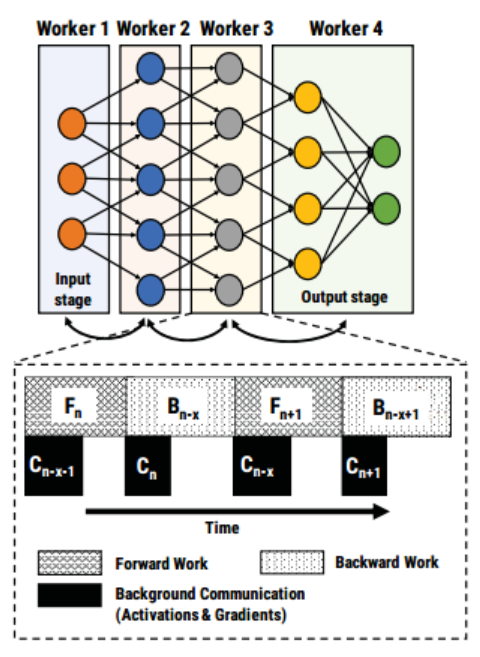 Worker 1 Worker 2 Worker 3 Worker 4
Input
stage
Output stage
Fn Bn-x Fn+1 Bn-x+1
Cn-x-1 Cn Cn-x Cn+1
Time
Forward Work Backward Work
Background Communication
(Activations & Gradients)